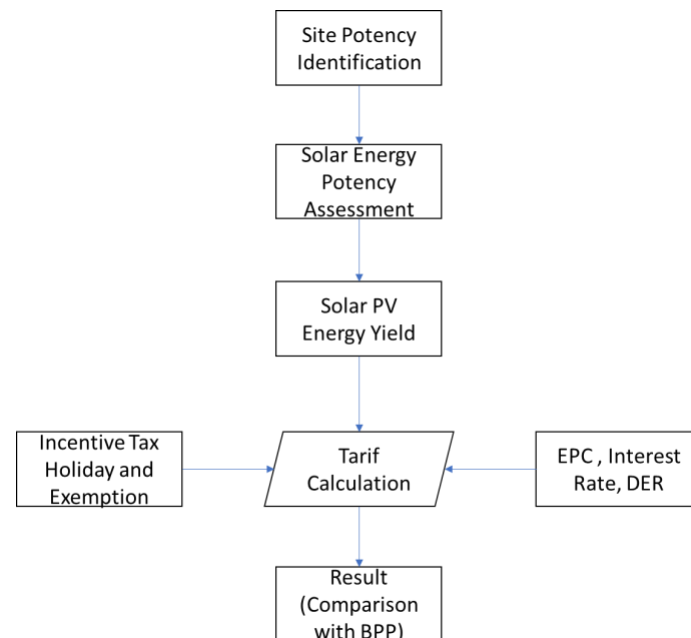 Site Potency
Identification
Solar Energy
Potency
Assessment
Solar PV
Energy Yield
Incentive Tax
Holiday and
Exemption
Tarif
Calculation
EPC , Interest
Rate, DER
Result
(Comparison
with BPP)